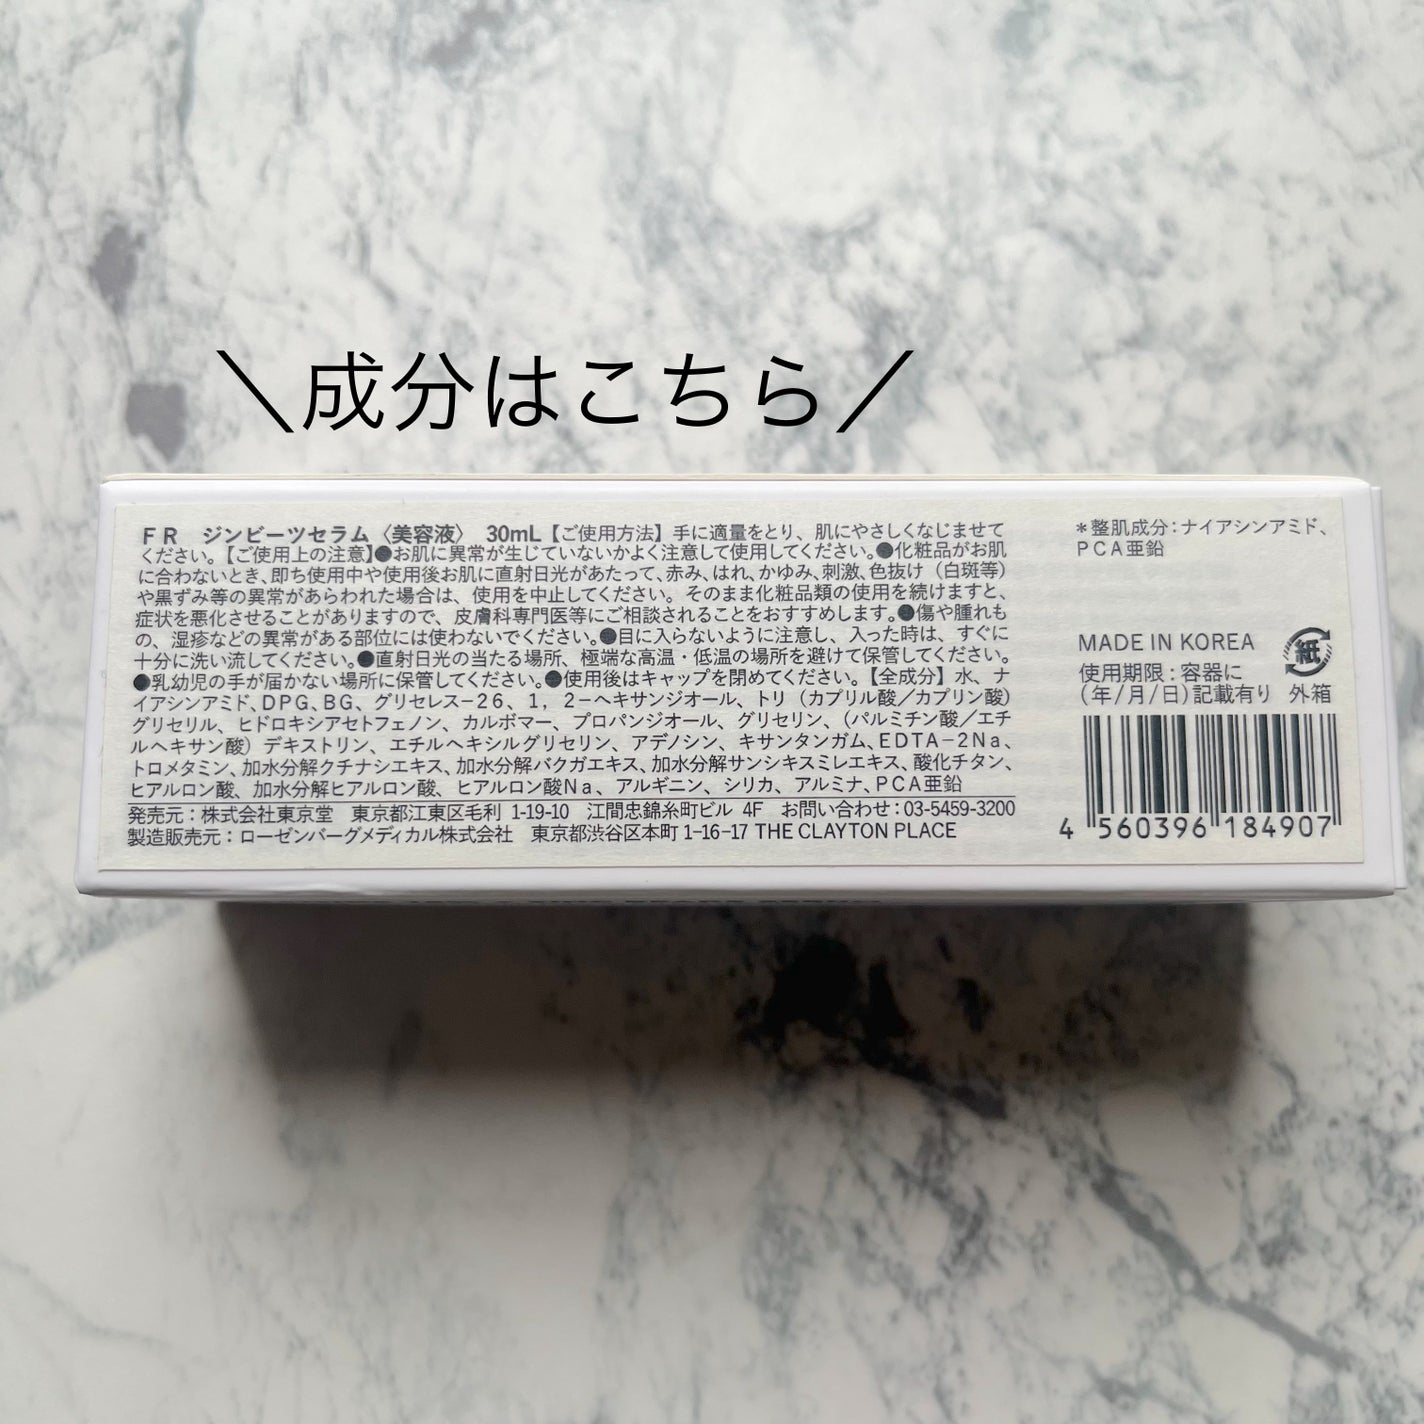 ＼成分はこちら／
ＦＲ　ジンビーツセラム〈美容液〉　30mL【ご使用方法】手に適量をとり、肌にやさしくなじませて
ください。【ご使用上の注意】●お肌に異常が生じていないかよく注意して使用してください。●化粧品がお肌
に合わないとき、即ち使用中や使用後お肌に直射日光があたって、赤み、はれ、かゆみ、刺激、色抜け（白斑等）
や黒ずみ等の異常があらわれた場合は、使用を中止してください。そのまま化粧品類の使用を続けますと、
症状を悪化させることがありますので、皮膚科専門医等にご相談されることをおすすめします。●傷や腫れも
の、湿疹などの異常がある部位には使わないでください。●目に入らないように注意し、入った時は、すぐに
十分に洗い流してください。●直射日光の当たる場所、極端な高温・低温の場所を避けて保管してください。
●乳幼児の手が届かない場所に保管してください。●使用後はキャップを閉めてください。【全成分】水、ナ
イアシンアミド、DPG、BG、グリセレスー26、1，2ーヘキサンジオール、トリ（カプリル酸／カプリン酸）
グリセリル、ヒドロキシアセトフェノン、カルボマー、プロパンジオール、グリセリン、（パルミチン酸／エチ
ルヘキサン酸）デキストリン、エチルヘキシルグリセリン、アデノシン、キサンタンガム、EDTAー2Na、
トロメタミン、加水分解クチナシエキス、加水分解バクガエキス、加水分解サンシキスミレエキス、酸化チタン、
ヒアルロン酸、加水分解ヒアルロン酸、ヒアルロン酸Na、アルギニン、シリカ、アルミナ、PCA亜鉛
発売元：株式会社東京堂　東京都江東区毛利 1-19-10　江間忠錦糸町ビル 4F　お問い合わせ：03-5459-3200
製造販売元：ローゼンバーグメディカル株式会社　東京都渋谷区本町 1-16-17 THE CLAYTON PLACE
＊整肌成分：ナイアシンアミド、
PCA亜鉛
MADE IN KOREA
紙
使用期限：容器に
（年/月/日）記載有り　外箱
4 560396 184907